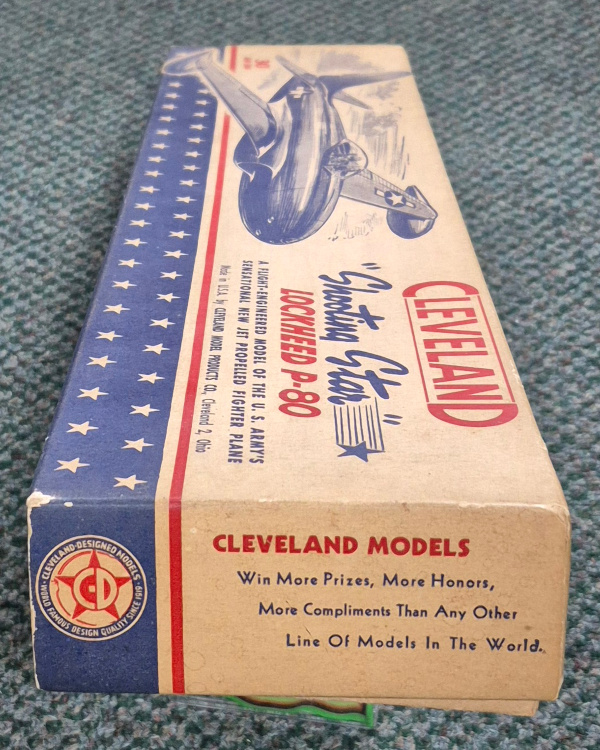 CLEVELAND
"Shooting Star"
LOCKHEED P-80
A FLIGHT-ENGINEERED MODEL OF THE U.S. ARMY'S
SENSATIONAL NEW JET PROPELLED FIGHTER PLANE
Made in U.S.A. by CLEVELAND MODEL PRODUCTS CO., Cleveland 2, Ohio
CLEVELAND MODELS
Win More Prizes, More Honors,
More Compliments Than Any Other
Line Of Models In The World.
CLEVELAND-DESIGNED MODELS
C-D
WORLD FAMOUS DESIGN QUALITY SINCE 1919